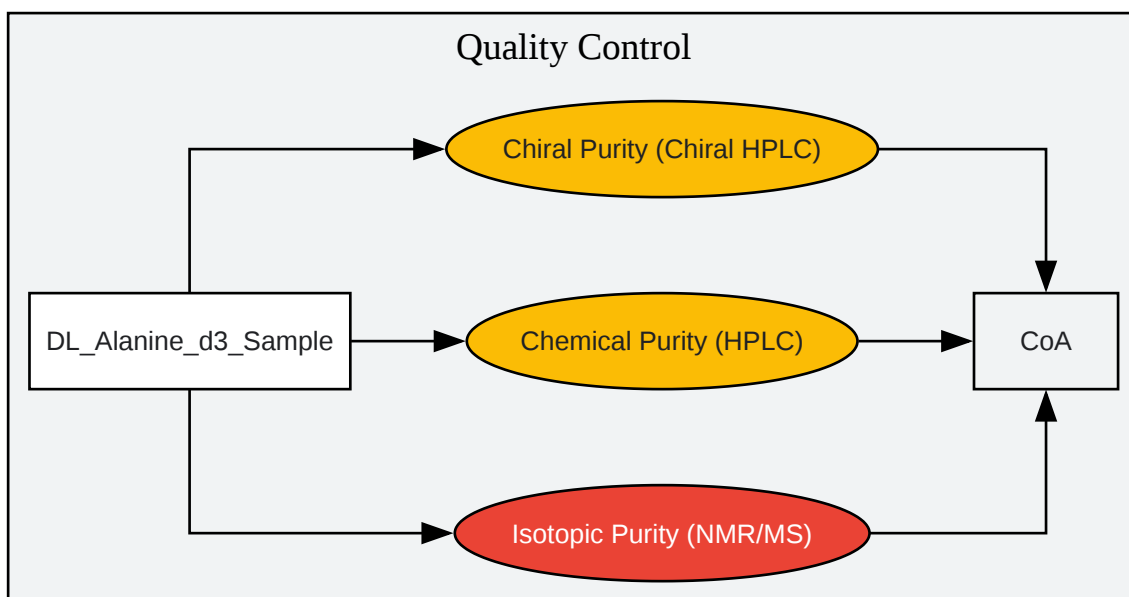 Quality Control
Chiral Purity (Chiral HPLC)
DL_Alanine_d3_Sample
Chemical Purity (HPLC)
CoA
Isotopic Purity (NMR/MS)